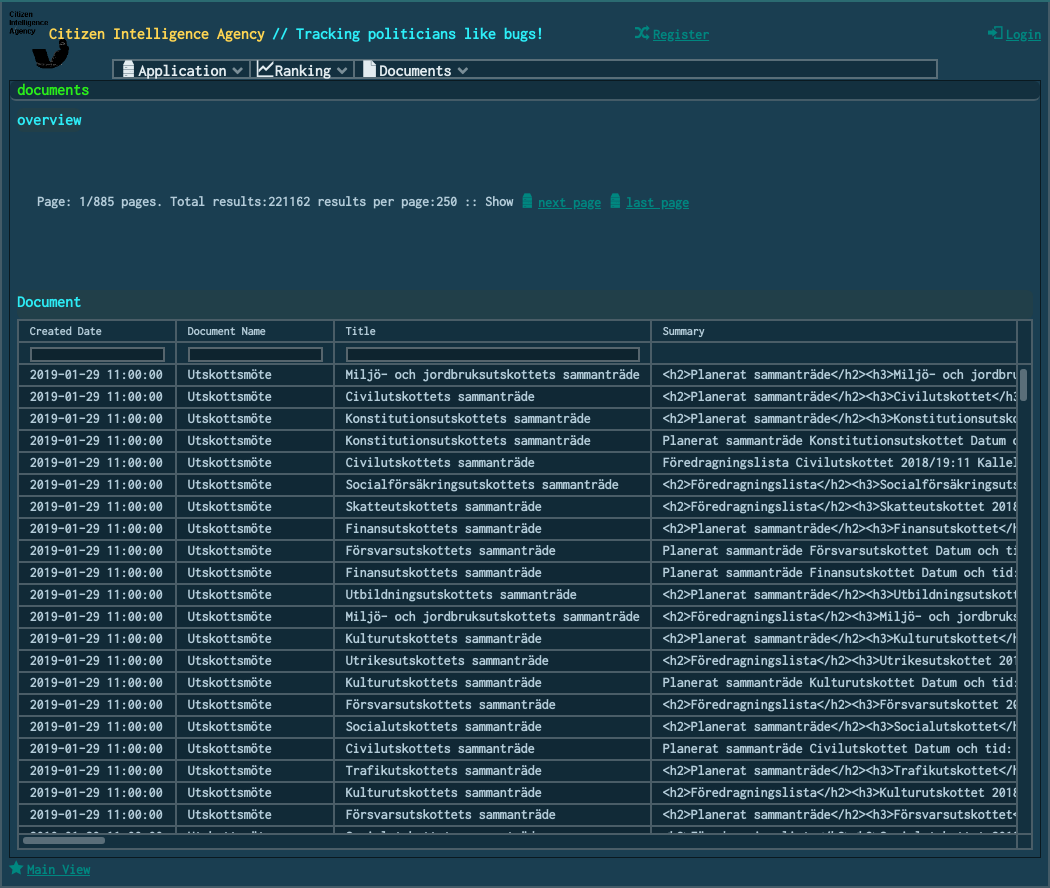 Citizen
Intelligence
Agency
Citizen Intelligence Agency // Tracking politicians like bugs!
Register
Login
Application Ranking Documents
documents
overview
Page: 1/885 pages. Total results:221162 results per page:250 :: Show next page last page
Document
Created Date Document Name Title Summary
2019-01-29 11:00:00 Utskottsmöte Miljö- och jordbruksutskottets sammanträde <h2>Planerat sammanträde</h2><h3>Miljö- och jordbru
2019-01-29 11:00:00 Utskottsmöte Civilutskottets sammanträde <h2>Planerat sammanträde</h2><h3>Civilutskottet</h3
2019-01-29 11:00:00 Utskottsmöte Konstitutionsutskottets sammanträde <h2>Planerat sammanträde</h2><h3>Konstitutionsutsko
2019-01-29 11:00:00 Utskottsmöte Konstitutionsutskottets sammanträde Planerat sammanträde Konstitutionsutskottet Datum o
2019-01-29 11:00:00 Utskottsmöte Civilutskottets sammanträde Föredragningslista Civilutskottet 2018/19:11 Kallel
2019-01-29 11:00:00 Utskottsmöte Socialförsäkringsutskottets sammanträde <h2>Föredragningslista</h2><h3>Socialförsäkringsuts
2019-01-29 11:00:00 Utskottsmöte Skatteutskottets sammanträde <h2>Föredragningslista</h2><h3>Skatteutskottet 2018
2019-01-29 11:00:00 Utskottsmöte Finansutskottets sammanträde <h2>Planerat sammanträde</h2><h3>Finansutskottet</h
2019-01-29 11:00:00 Utskottsmöte Försvarsutskottets sammanträde Planerat sammanträde Försvarsutskottet Datum och ti
2019-01-29 11:00:00 Utskottsmöte Finansutskottets sammanträde Planerat sammanträde Finansutskottet Datum och tid:
2019-01-29 11:00:00 Utskottsmöte Utbildningsutskottets sammanträde <h2>Planerat sammanträde</h2><h3>Utbildningsutskott
2019-01-29 11:00:00 Utskottsmöte Miljö- och jordbruksutskottets sammanträde <h2>Föredragningslista</h2><h3>Miljö- och jordbruks
2019-01-29 11:00:00 Utskottsmöte Kulturutskottets sammanträde <h2>Planerat sammanträde</h2><h3>Kulturutskottet</h
2019-01-29 11:00:00 Utskottsmöte Utrikesutskottets sammanträde <h2>Föredragningslista</h2><h3>Utrikesutskottet 201
2019-01-29 11:00:00 Utskottsmöte Kulturutskottets sammanträde Planerat sammanträde Kulturutskottet Datum och tid:
2019-01-29 11:00:00 Utskottsmöte Försvarsutskottets sammanträde <h2>Föredragningslista</h2><h3>Försvarsutskottet 20
2019-01-29 11:00:00 Utskottsmöte Socialutskottets sammanträde <h2>Planerat sammanträde</h2><h3>Socialutskottet</h
2019-01-29 11:00:00 Utskottsmöte Civilutskottets sammanträde Planerat sammanträde Civilutskottet Datum och tid:
2019-01-29 11:00:00 Utskottsmöte Trafikutskottets sammanträde <h2>Planerat sammanträde</h2><h3>Trafikutskottet</h
2019-01-29 11:00:00 Utskottsmöte Kulturutskottets sammanträde <h2>Föredragningslista</h2><h3>Kulturutskottet 2018
2019-01-29 11:00:00 Utskottsmöte Försvarsutskottets sammanträde <h2>Planerat sammanträde</h2><h3>Försvarsutskottet<
Main View